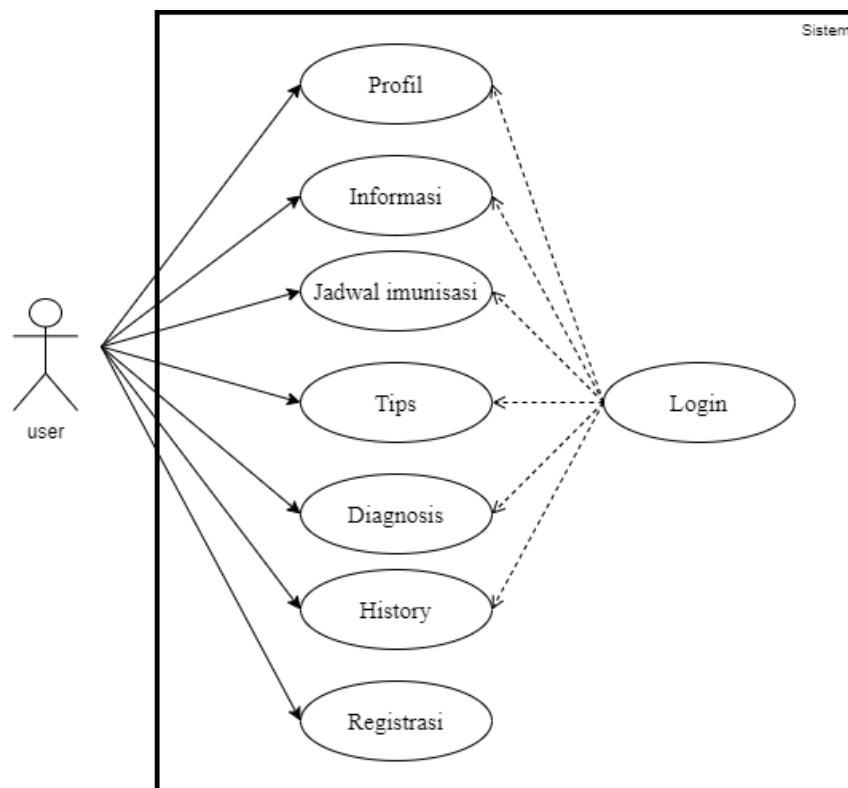 Sistem
Profil
Informasi
Jadwal imunisasi
Tips
Login
user
Diagnosis
History
Registrasi